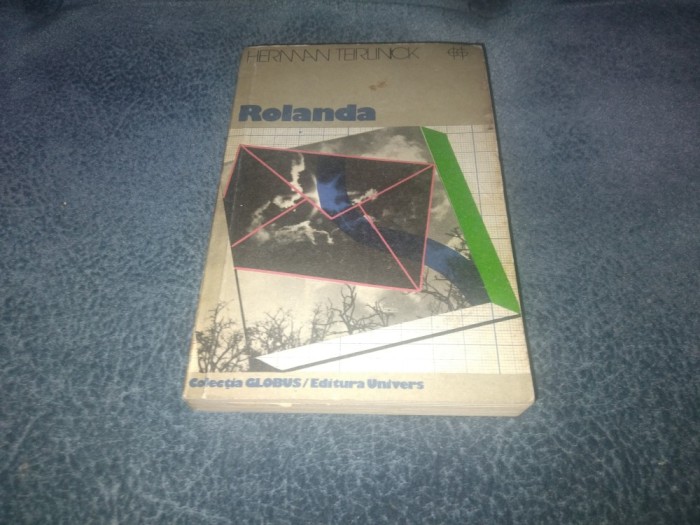 HERMAN TEIRLINCK
Rolanda
Colecția GLOBUS/Editura Univers